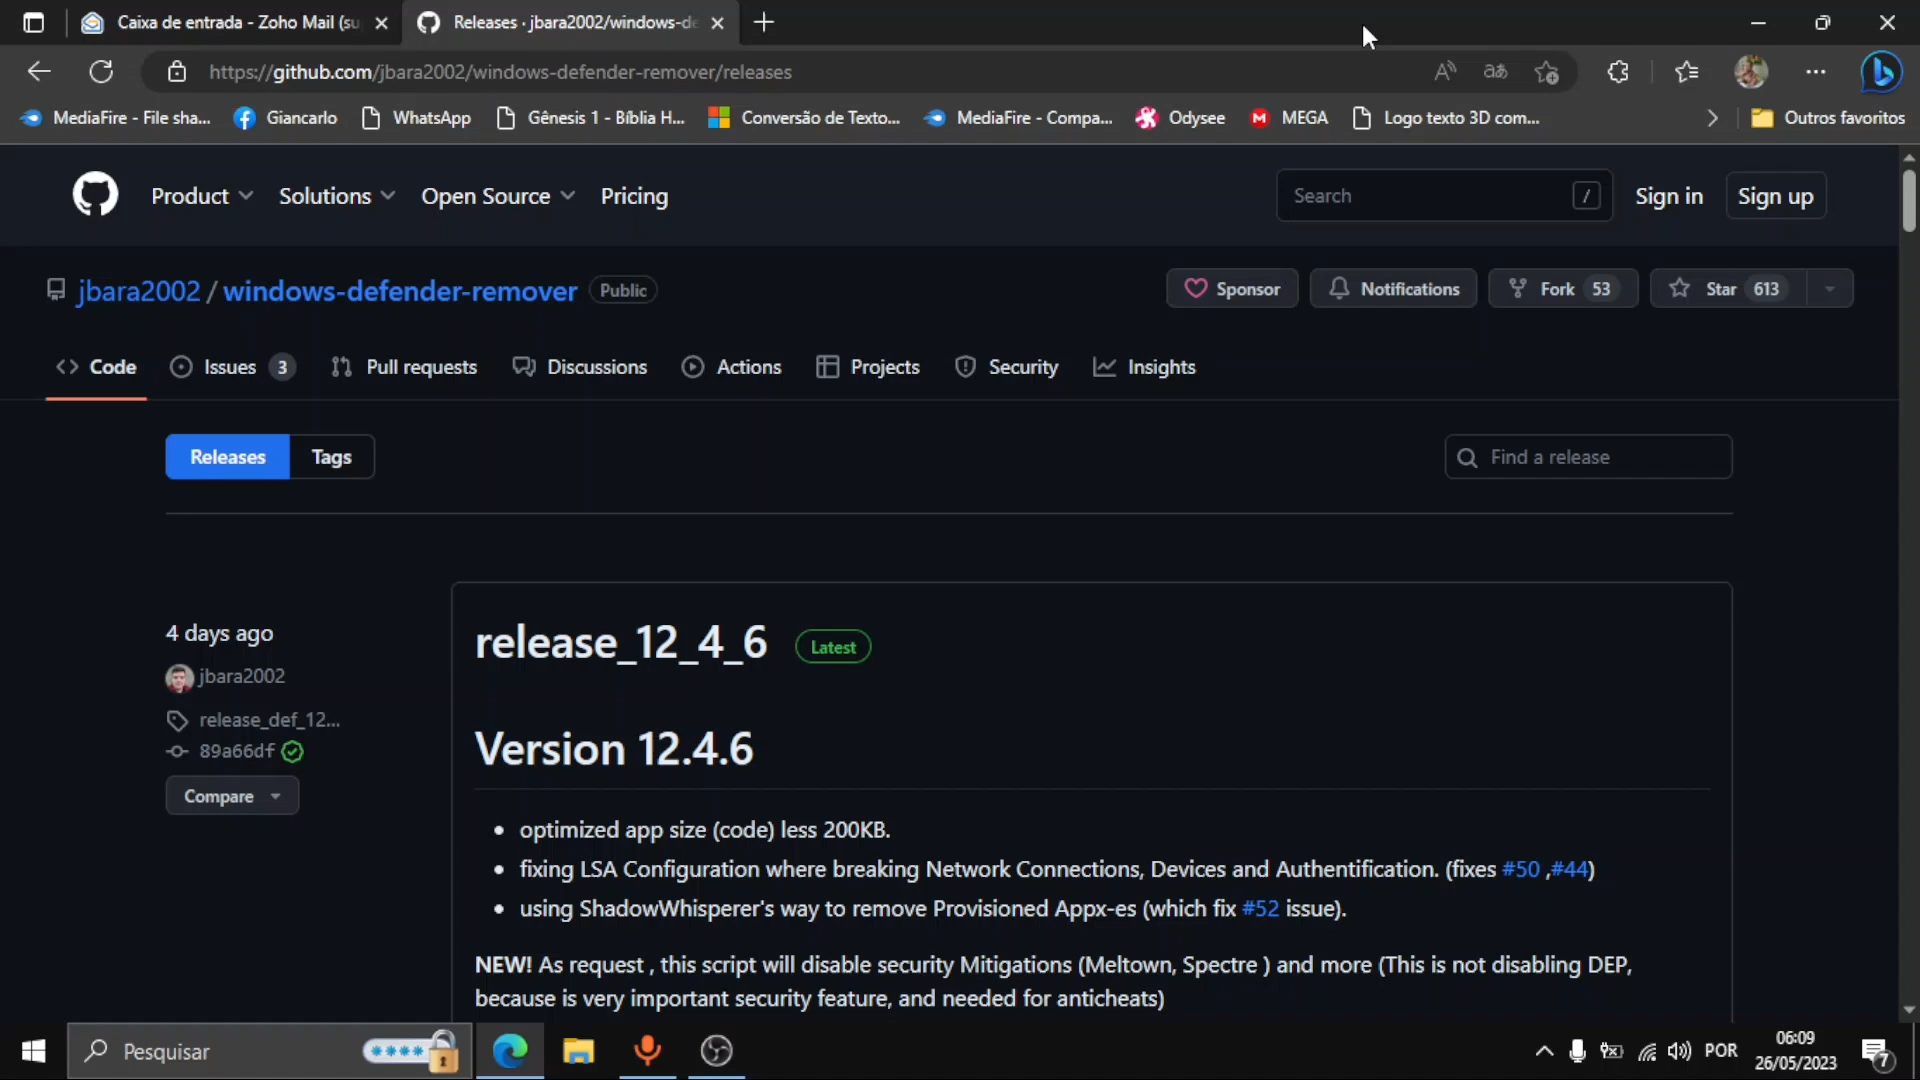 Caixa de entrada - Zoho Mail (su
Releases · jbara2002/windows-de
https://github.com/jbara2002/windows-defender-remover/releases
MediaFire - File sha...
Giancarlo
WhatsApp
Gênesis 1 - Bíblia H...
Conversão de Texto...
MediaFire - Compa...
Odysee
MEGA
Logo texto 3D com...
Outros favoritos
Product
Solutions
Open Source
Pricing
Search
/
Sign in
Sign up
jbara2002 / windows-defender-remover
Public
Sponsor
Notifications
Fork 53
Star 613
Code
Issues 3
Pull requests
Discussions
Actions
Projects
Security
Insights
Releases
Tags
Find a release
4 days ago
jbara2002
release_def_12...
89a66df
Compare
release_12_4_6
Latest
Version 12.4.6
optimized app size (code) less 200KB.
fixing LSA Configuration where breaking Network Connections, Devices and Authentification. (fixes #50 ,#44)
using ShadowWhisperer's way to remove Provisioned Appx-es (which fix #52 issue).
NEW! As request , this script will disable security Mitigations (Meltown, Spectre ) and more (This is not disabling DEP,
because is very important security feature, and needed for anticheats)
Pesquisar
POR
06:09
26/05/2023
7